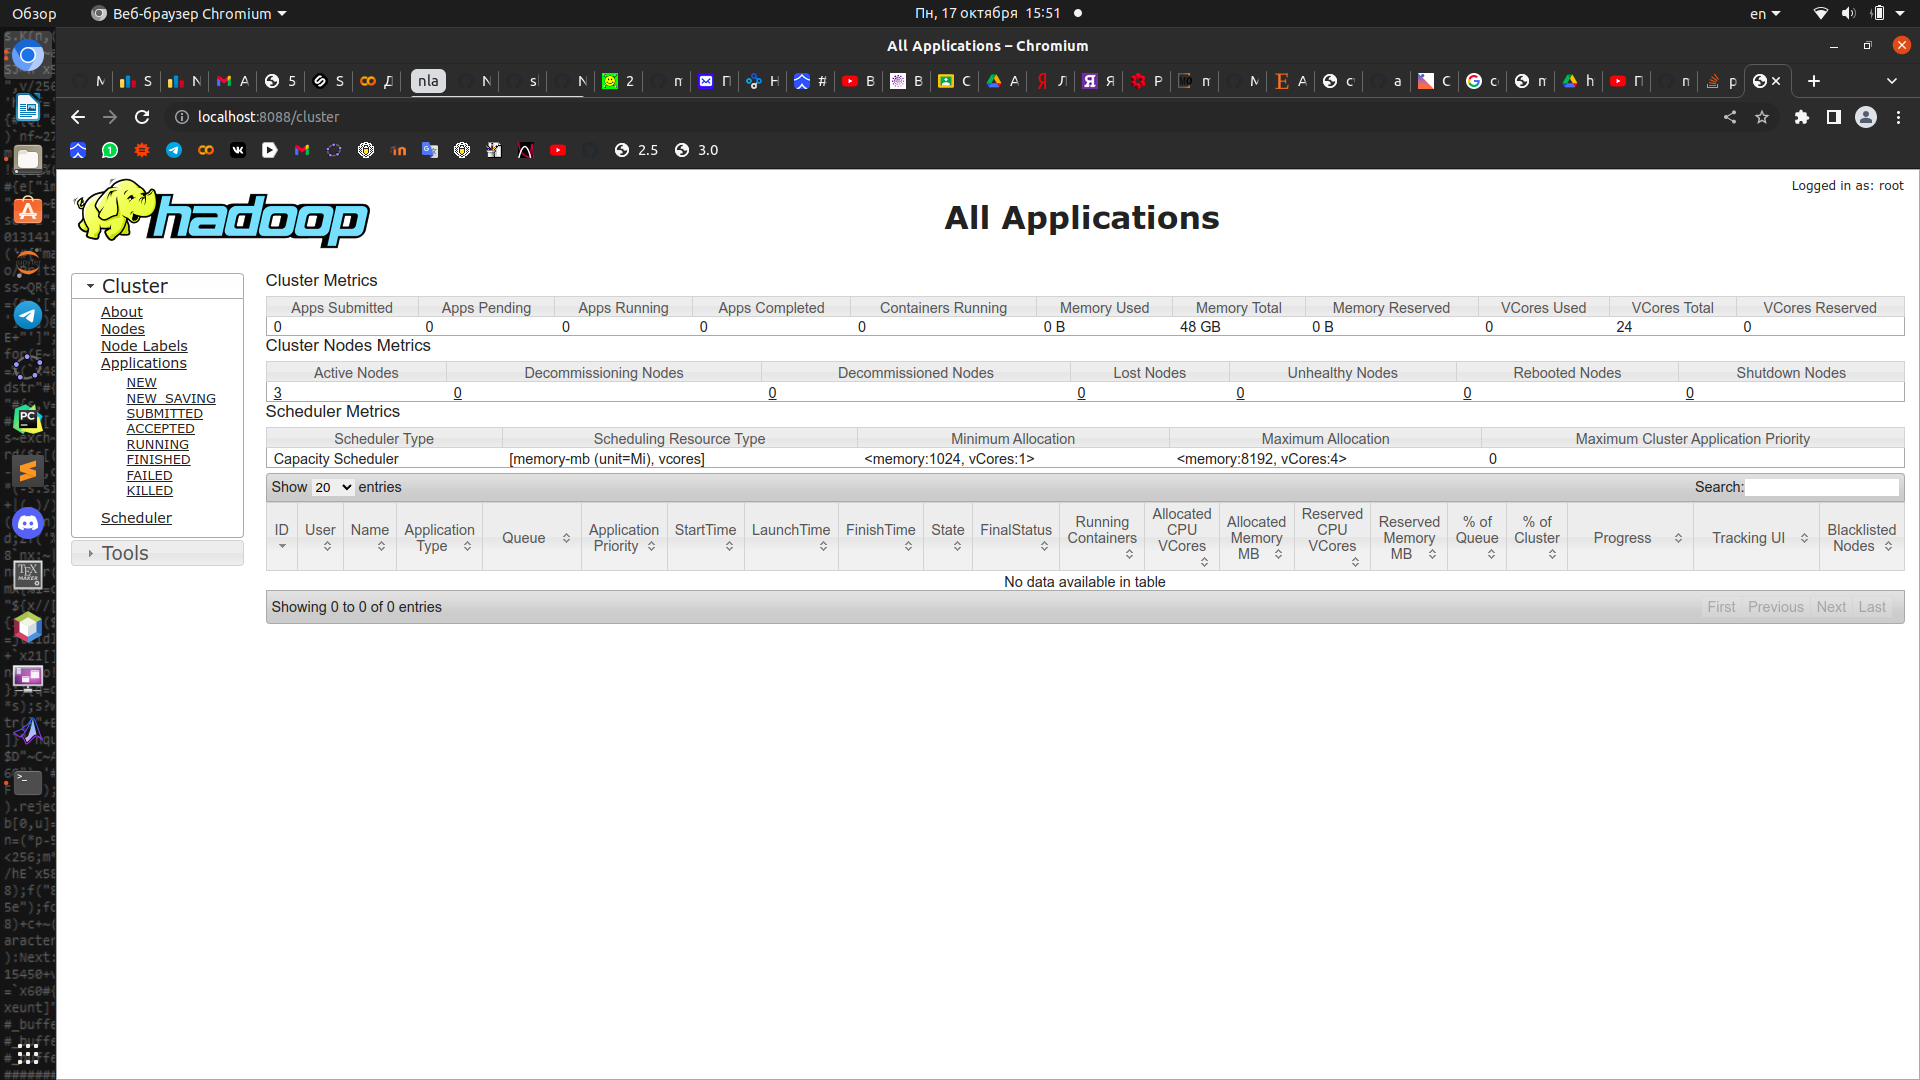 Обзор Веб-браузер Chromium Пн, 17 октября 15:51 en
All Applications – Chromium
nla
localhost:8088/cluster
2.5 3.0
Logged in as: root
hadoop
All Applications
Cluster
About
Nodes
Node Labels
Applications
NEW
NEW_SAVING
SUBMITTED
ACCEPTED
RUNNING
FINISHED
FAILED
KILLED
Scheduler
Tools
Cluster Metrics
Apps Submitted Apps Pending Apps Running Apps Completed Containers Running Memory Used Memory Total Memory Reserved VCores Used VCores Total VCores Reserved
0 0 0 0 0 0 B 48 GB 0 B 0 24 0
Cluster Nodes Metrics
Active Nodes Decommissioning Nodes Decommissioned Nodes Lost Nodes Unhealthy Nodes Rebooted Nodes Shutdown Nodes
3 0 0 0 0 0 0
Scheduler Metrics
Scheduler Type Scheduling Resource Type Minimum Allocation Maximum Allocation Maximum Cluster Application Priority
Capacity Scheduler [memory-mb (unit=Mi), vcores] <memory:1024, vCores:1> <memory:8192, vCores:4> 0
Show 20 entries Search:
ID User Name Application Type Queue Application Priority StartTime LaunchTime FinishTime State FinalStatus Running Containers Allocated CPU VCores Allocated Memory MB Reserved CPU VCores Reserved Memory MB % of Queue % of Cluster Progress Tracking UI Blacklisted Nodes
No data available in table
Showing 0 to 0 of 0 entries First Previous Next Last